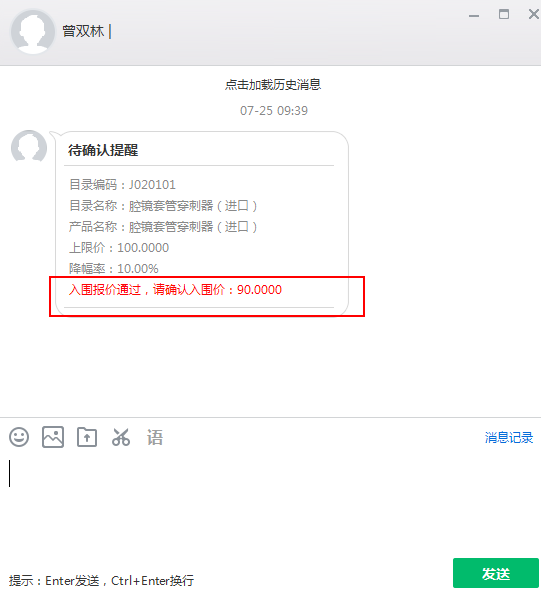 曾双林
点击加载历史消息
07-25 09:39
待确认提醒
目录编码：J020101
目录名称：腔镜套管穿刺器（进口）
产品名称：腔镜套管穿刺器（进口）
上限价：100.0000
降幅率：10.00%
入围报价通过，请确认入围价：90.0000
语
消息记录
提示：Enter发送，Ctrl+Enter换行
发送